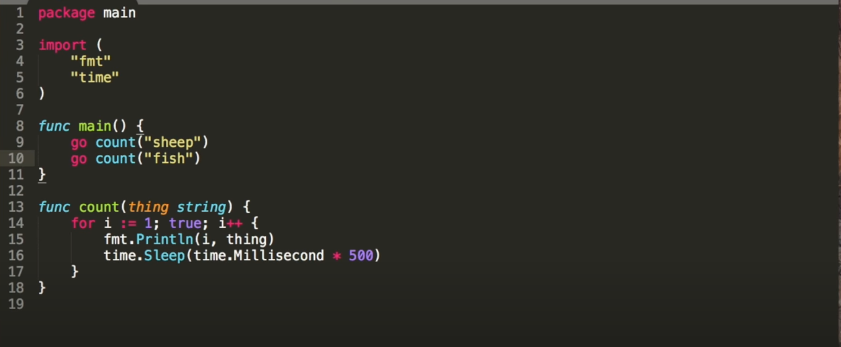 1 package main
2
3 import (
4     "fmt"
5     "time"
6 )
7
8 func main() {
9     go count("sheep")
10     go count("fish")
11 }
12
13 func count(thing string) {
14     for i := 1; true; i++ {
15         fmt.Println(i, thing)
16         time.Sleep(time.Millisecond * 500)
17     }
18 }
19